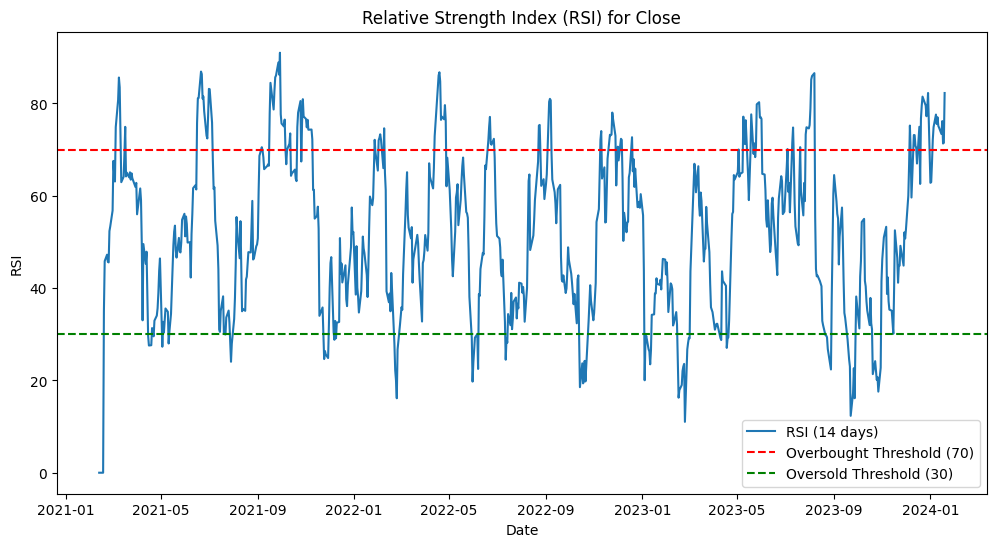 Relative Strength Index (RSI) for Close
RSI
80
60
40
20
0
RSI (14 days)
Overbought Threshold (70)
Oversold Threshold (30)
2021-01 2021-05 2021-09 2022-01 2022-05 2022-09 2023-01 2023-05 2023-09 2024-01
Date